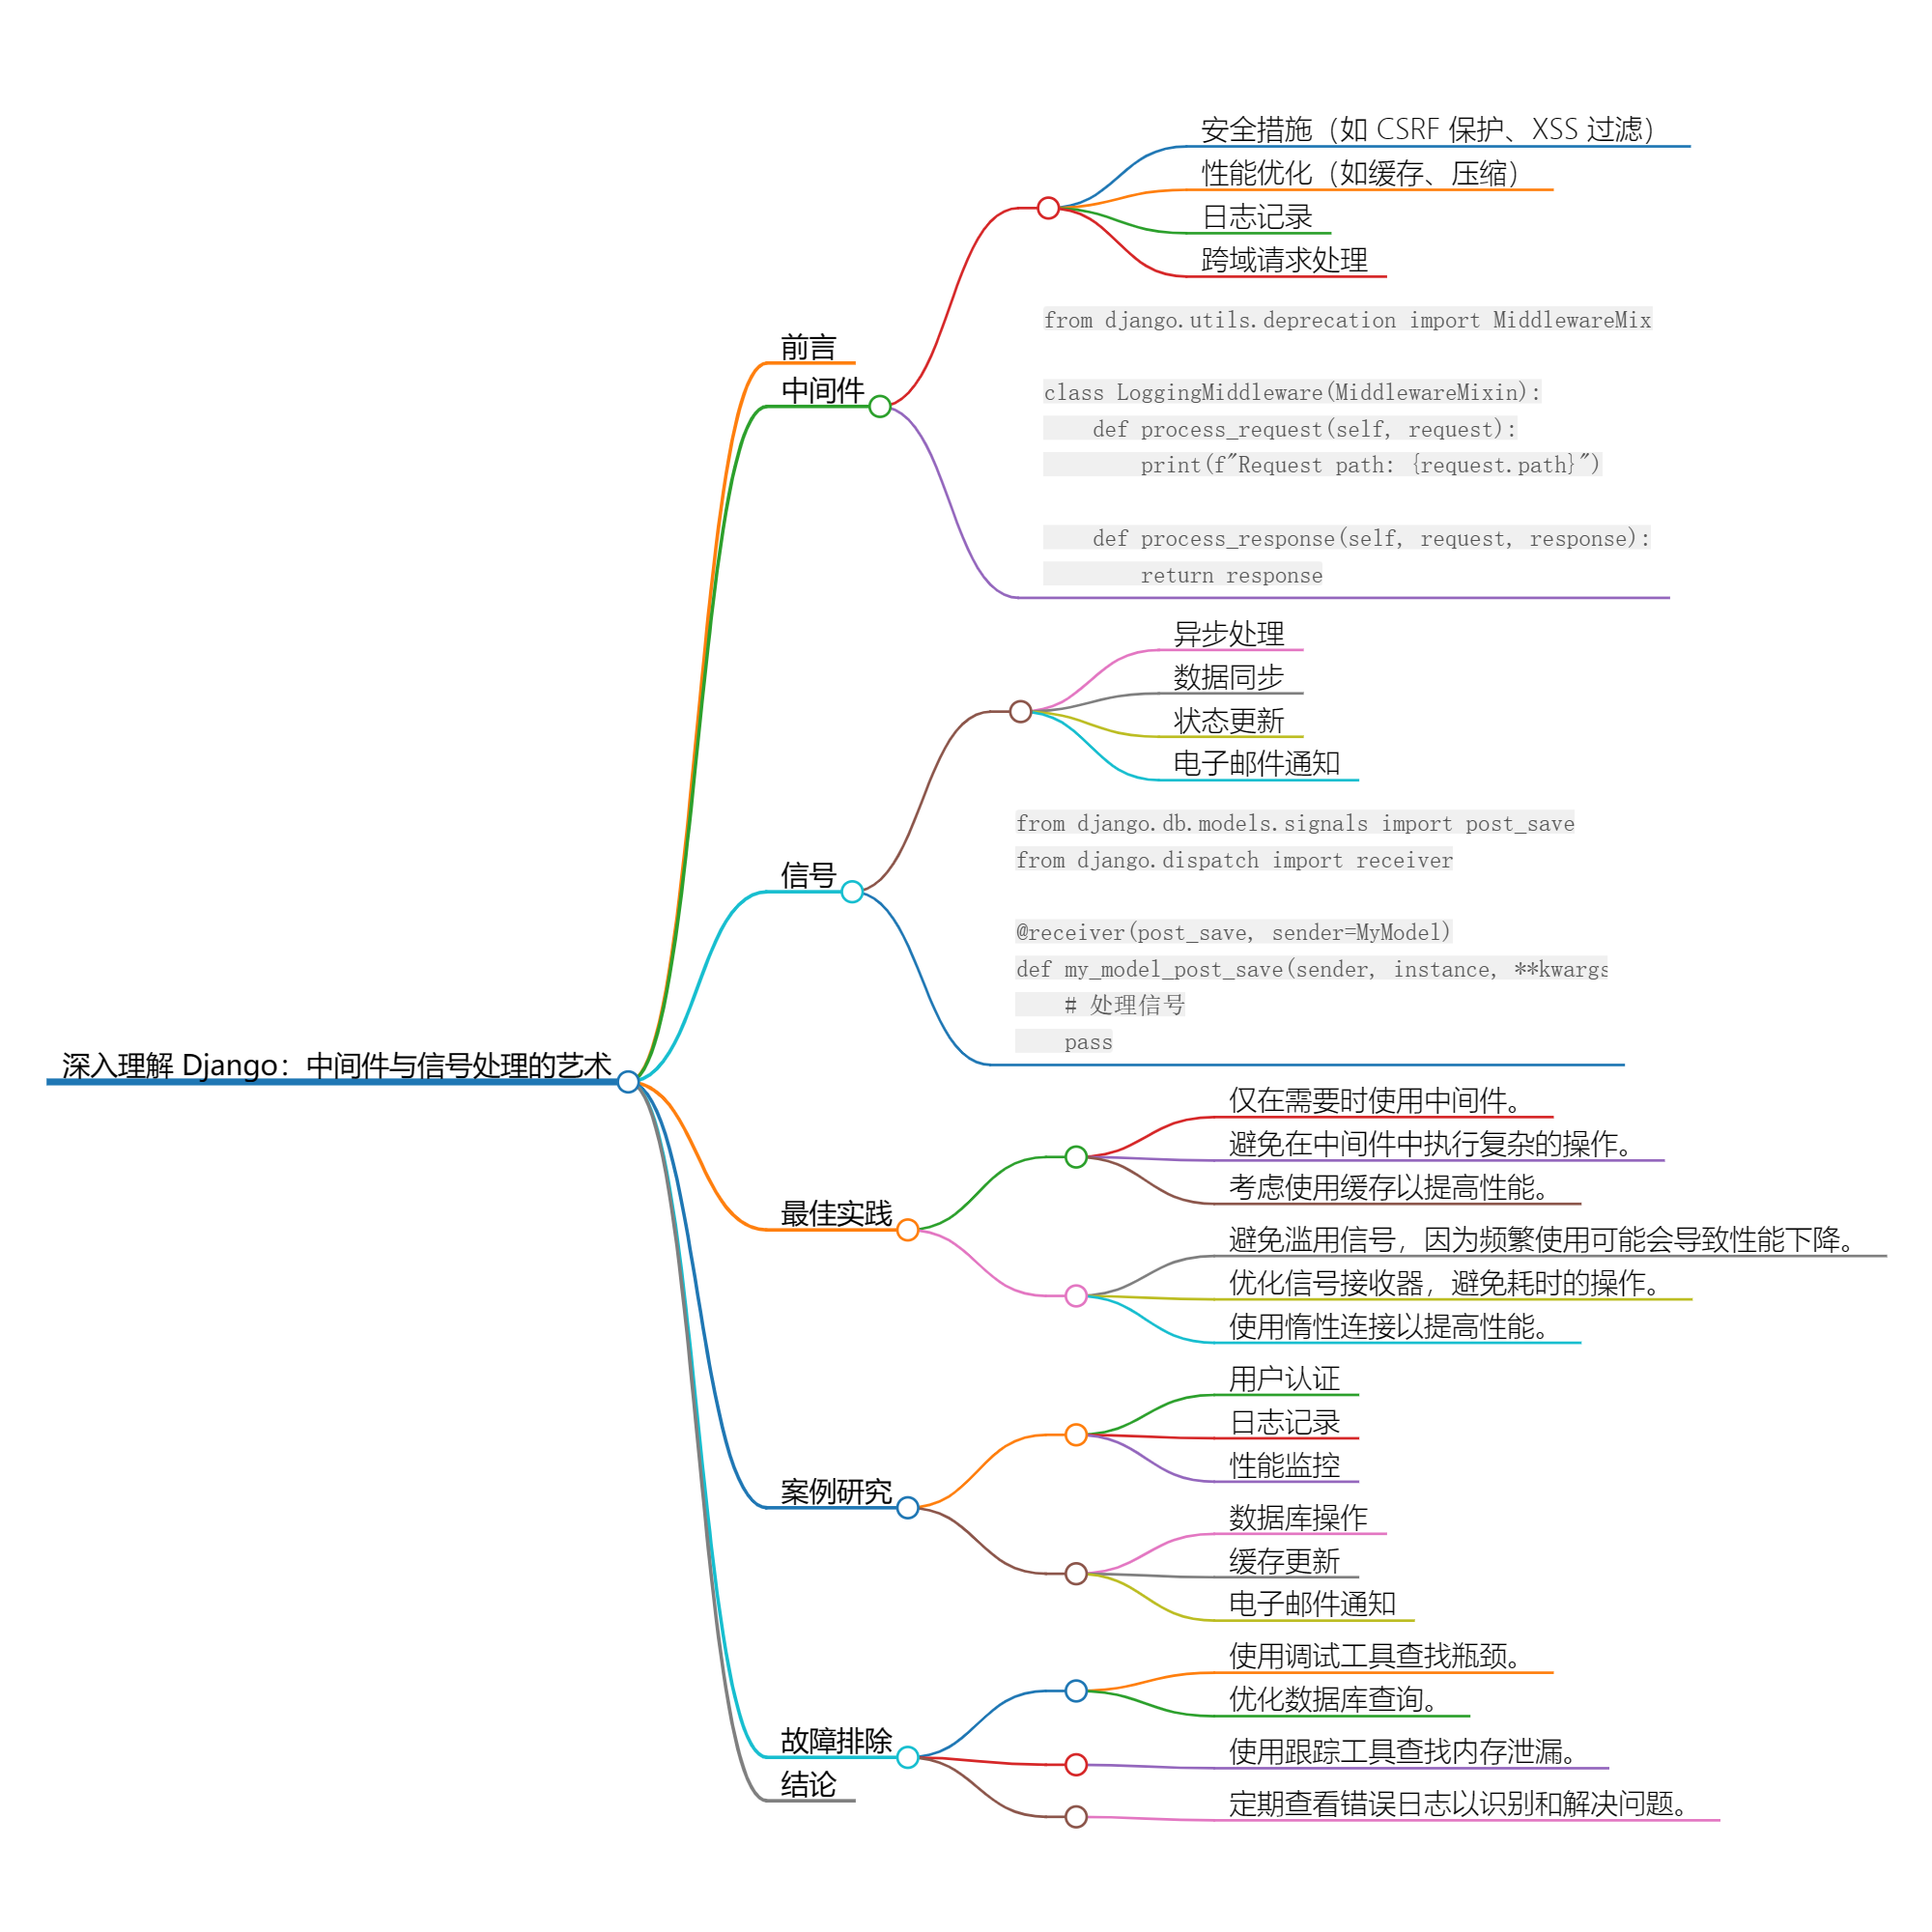 深入理解 Django：中间件与信号处理的艺术
前言
中间件
安全措施（如 CSRF 保护、XSS 过滤）
性能优化（如缓存、压缩）
日志记录
跨域请求处理
from django.utils.deprecation import MiddlewareMix
class LoggingMiddleware(MiddlewareMixin):
    def process_request(self, request):
        print(f"Request path: {request.path}")
    def process_response(self, request, response):
        return response
信号
异步处理
数据同步
状态更新
电子邮件通知
from django.db.models.signals import post_save
from django.dispatch import receiver
@receiver(post_save, sender=MyModel)
def my_model_post_save(sender, instance, **kwargs
    # 处理信号
    pass
最佳实践
仅在需要时使用中间件。
避免在中间件中执行复杂的操作。
考虑使用缓存以提高性能。
避免滥用信号，因为频繁使用可能会导致性能下降。
优化信号接收器，避免耗时的操作。
使用惰性连接以提高性能。
案例研究
用户认证
日志记录
性能监控
数据库操作
缓存更新
电子邮件通知
故障排除
使用调试工具查找瓶颈。
优化数据库查询。
使用跟踪工具查找内存泄漏。
定期查看错误日志以识别和解决问题。
结论